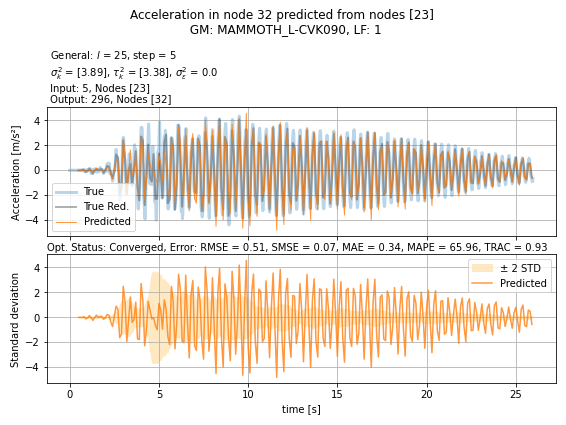 Acceleration in node 32 predicted from nodes [23]
GM: MAMMOTH_L-CVK090, LF: 1
General: l = 25, step = 5
σ²ₖ = [3.89], τ²ₖ = [3.38], σ²ε = 0.0
Input: 5, Nodes [23]
Output: 296, Nodes [32]
Acceleration [m/s²]
4
2
0
−2
−4
True
True Red.
Predicted
Opt. Status: Converged, Error: RMSE = 0.51, SMSE = 0.07, MAE = 0.34, MAPE = 65.96, TRAC = 0.93
Standard deviation
4
2
0
−2
−4
± 2 STD
Predicted
0 5 10 15 20 25
time [s]